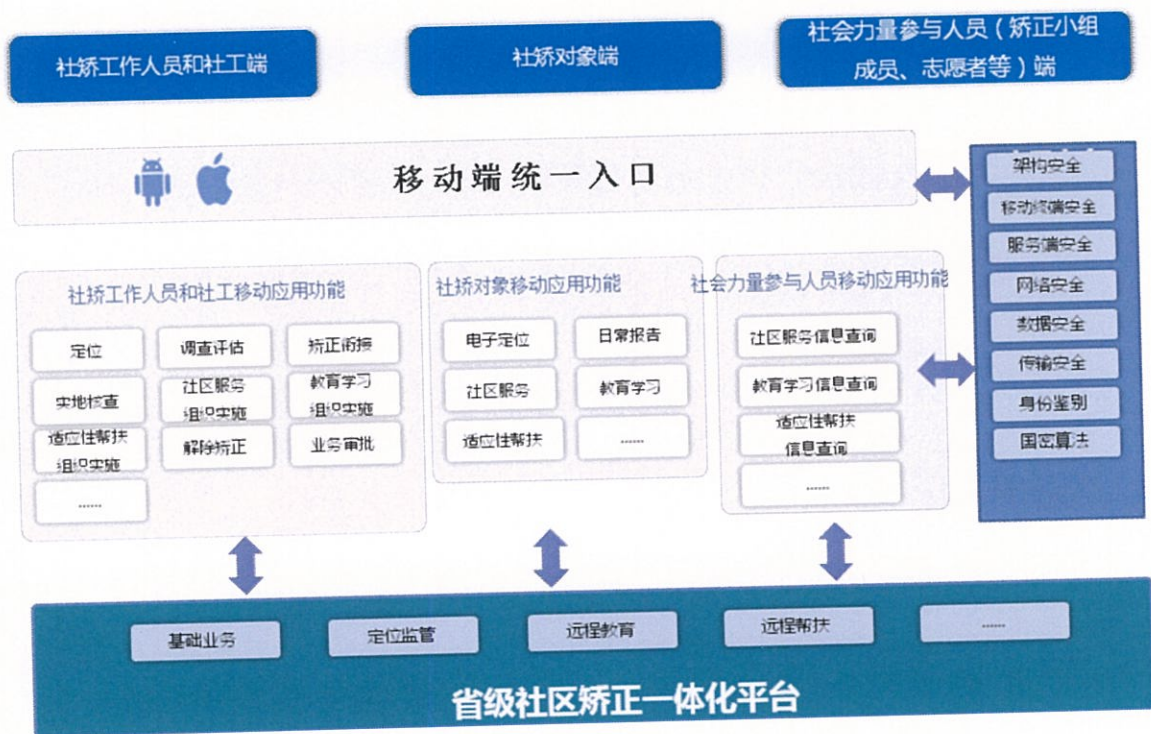 社矫工作人员和社工端
社矫对象端
社会力量参与人员（矫正小组
成员、志愿者等）端
移动端统一入口
社矫工作人员和社工移动应用功能
定位
调查评估
矫正衔接
实地核查
社区服务
组织实施
教育学习
组织实施
适应性帮扶
组织实施
解除矫正
业务审批
......
社矫对象移动应用功能
电子定位
日常报告
社区服务
教育学习
适应性帮扶
......
社会力量参与人员移动应用功能
社区服务信息查询
教育学习信息查询
适应性帮扶
信息查询
......
架构安全
移动终端安全
服务端安全
网络安全
数据安全
传输安全
身份鉴别
国密算法
基础业务
定位监管
远程教育
远程帮扶
......
省级社区矫正一体化平台